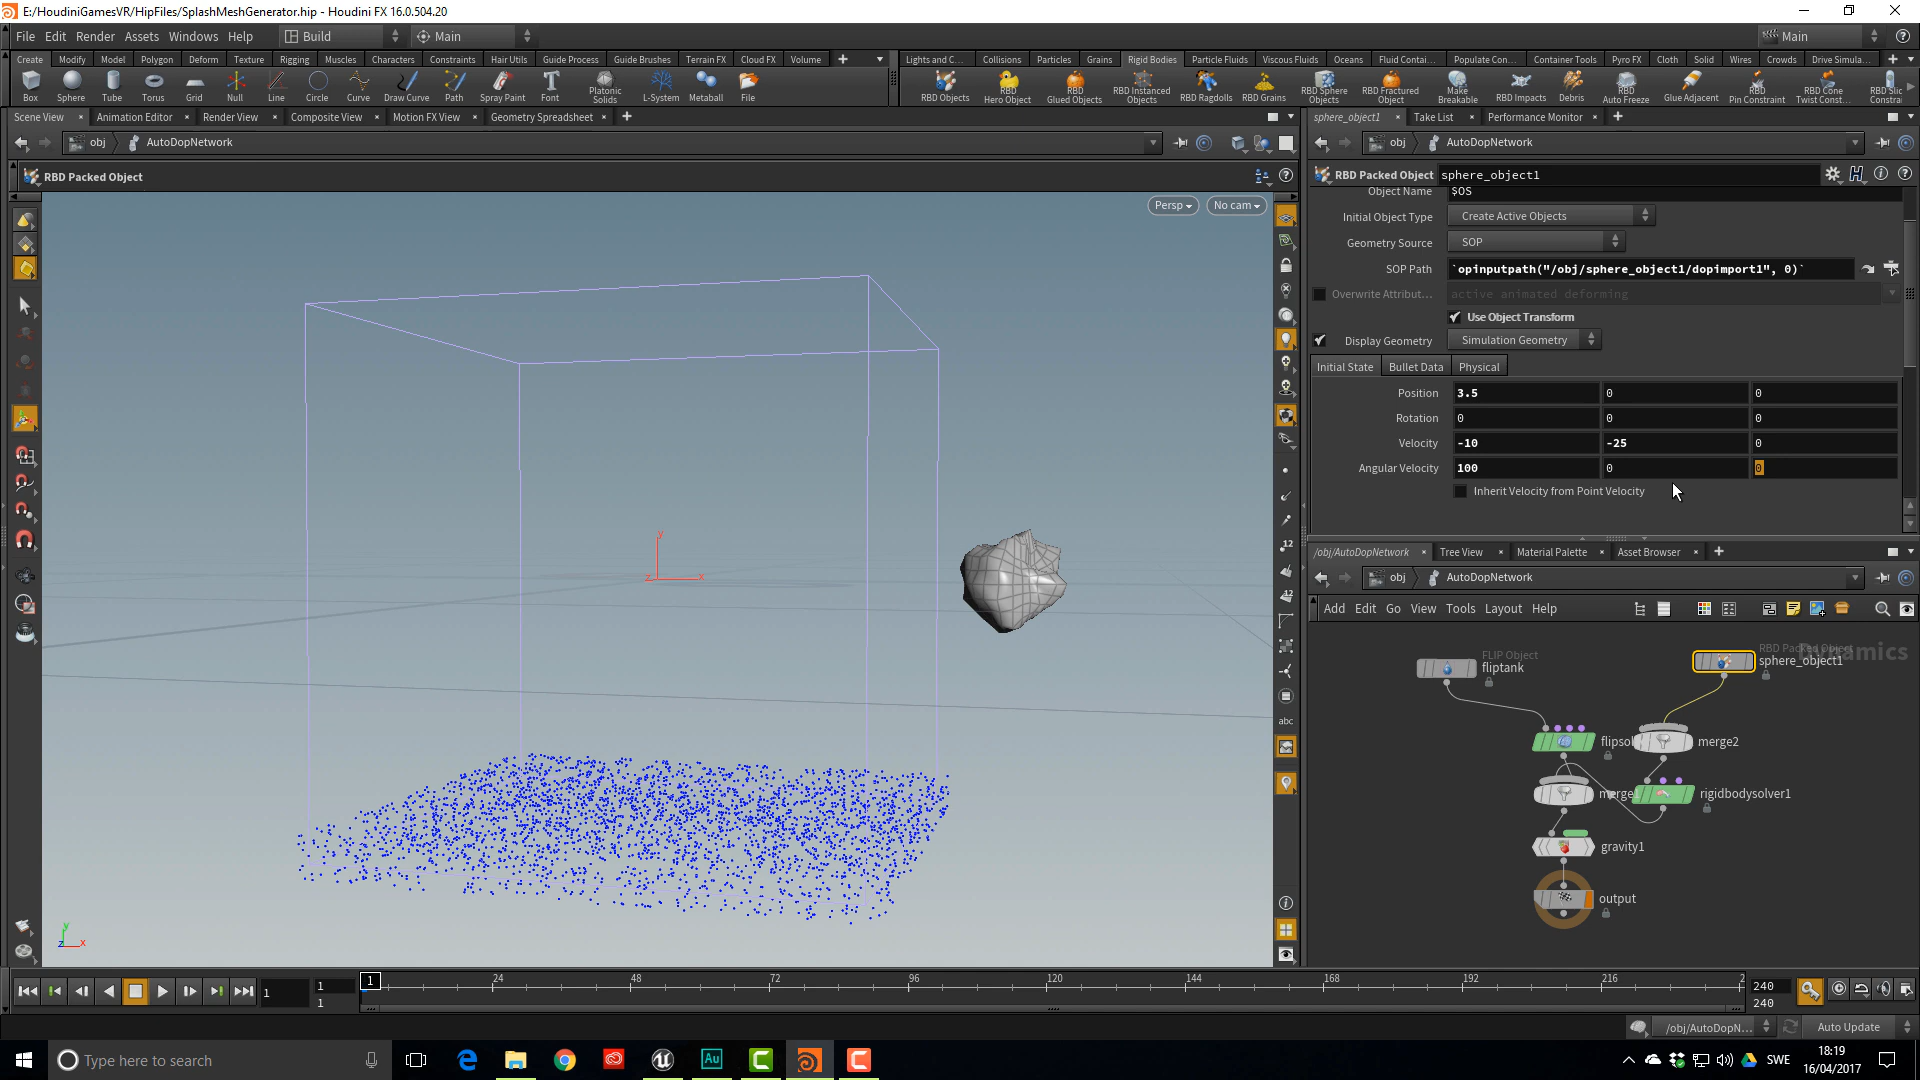 E:/HoudiniGamesVR/HipFiles/SplashMeshGenerator.hip - Houdini FX 16.0.504.20
File Edit Render Assets Windows Help Build Main Main
Create Modify Model Polygon Deform Texture Rigging Muscles Characters Constraints Hair Utils Guide Process Guide Brushes Terrain FX Cloud FX Volume
Box Sphere Tube Torus Grid Null Line Circle Curve Draw Curve Path Spray Paint Font Platonic Solids L-System Metaball File
Lights and C... Collisions Particles Grains Rigid Bodies Particle Fluids Viscous Fluids Oceans Fluid Contai... Populate Con... Container Tools Pyro FX Cloth Solid Wires Crowds Drive Simula...
RBD Objects RBD Hero Object RBD Glued Objects RBD Instanced Objects RBD Ragdolls RBD Grains RBD Sphere Objects RBD Fractured Object Make Breakable RBD Impacts Debris RBD Auto Freeze Glue Adjacent RBD Pin Constraint RBD Cone Twist Const... RBD Slic Constrai
Scene View Animation Editor Render View Composite View Motion FX View Geometry Spreadsheet
obj AutoDopNetwork
RBD Packed Object
Persp No cam
y
z x
y
z x
12
12
abc
sphere_object1 Take List Performance Monitor
obj AutoDopNetwork
RBD Packed Object sphere_object1
Object Name $OS
Initial Object Type Create Active Objects
Geometry Source SOP
SOP Path `opinputpath("/obj/sphere_object1/dopimport1", 0)`
Overwrite Attribut... active animated deforming
Use Object Transform
Display Geometry Simulation Geometry
Initial State Bullet Data Physical
Position 3.5 0 0
Rotation 0 0 0
Velocity -10 -25 0
Angular Velocity 100 0 0
Inherit Velocity from Point Velocity
/obj/AutoDopNetwork Tree View Material Palette Asset Browser
obj AutoDopNetwork
Add Edit Go View Tools Layout Help
FLIP Object
fliptank
RBD Packed Object
sphere_object1
flipsol
merge2
merge
rigidbodysolver1
gravity1
output
1 1 1 1 24 48 72 96 120 144 168 192 216 2 240 240
/obj/AutoDopN... Auto Update
Type here to search
SWE
18:19
16/04/2017